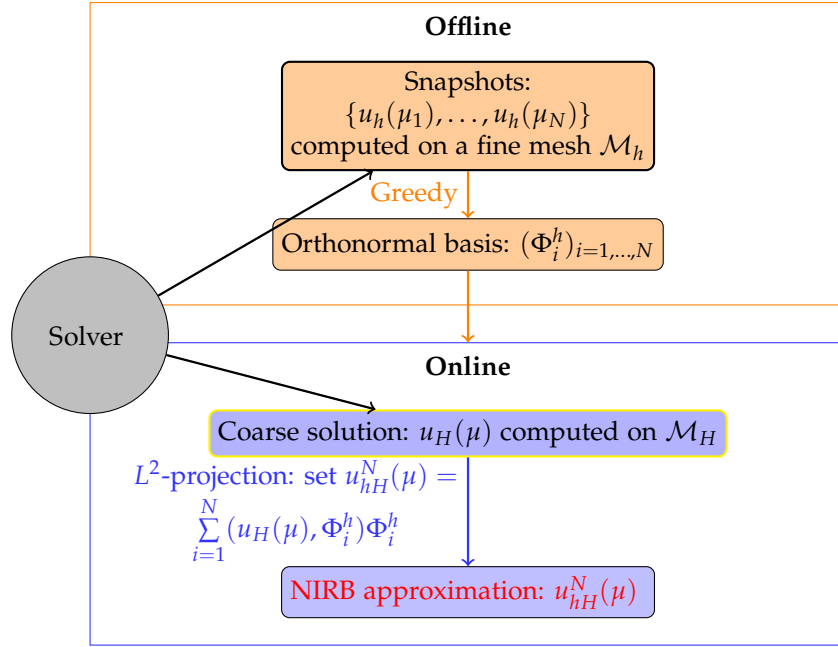 Offline
Snapshots:
{u_h(μ_1), . . . , u_h(μ_N)}
computed on a fine mesh ℳ_h
Greedy
Orthonormal basis: (Φ_i^h)_{i=1,...,N}
Solver
Online
Coarse solution: u_H(μ) computed on ℳ_H
L²-projection: set u_{hH}^N(μ) =
∑_{i=1}^N (u_H(μ), Φ_i^h)Φ_i^h
NIRB approximation: u_{hH}^N(μ)